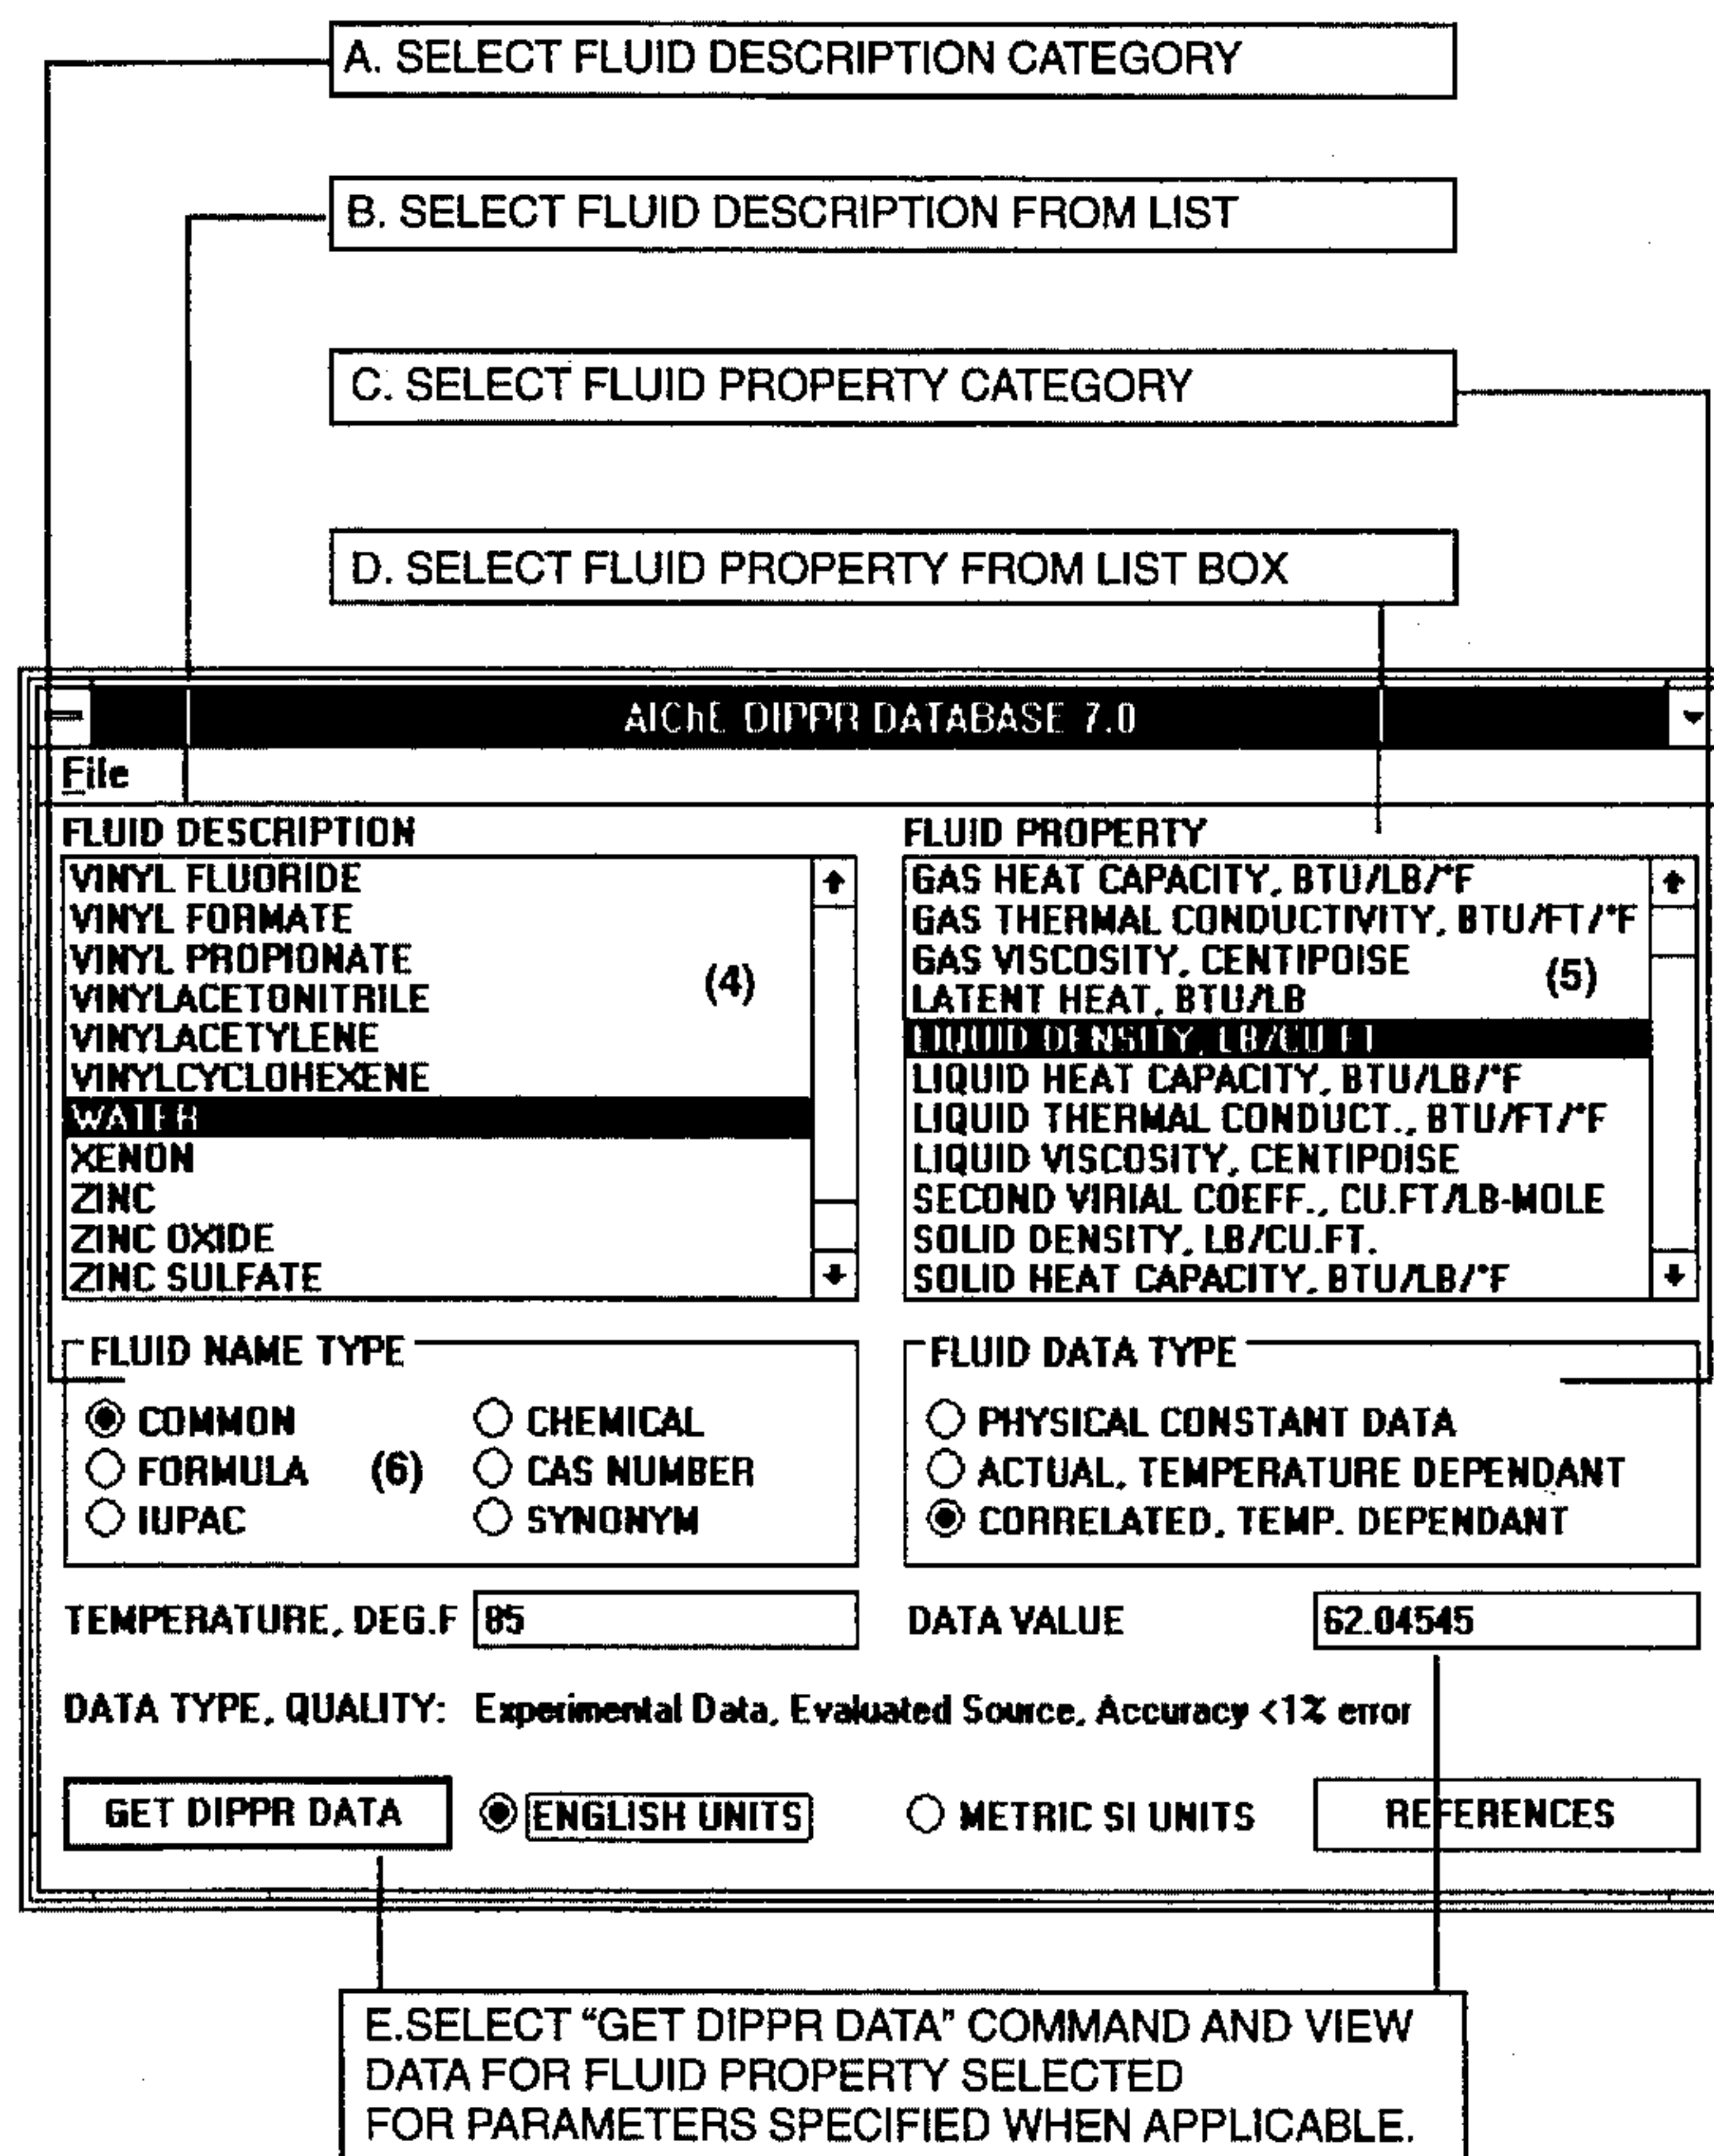 A. SELECT FLUID DESCRIPTION CATEGORY
B. SELECT FLUID DESCRIPTION FROM LIST
C. SELECT FLUID PROPERTY CATEGORY
D. SELECT FLUID PROPERTY FROM LIST BOX
AIChE DIPPR DATABASE 7.0
File
FLUID DESCRIPTION
VINYL FLUORIDE
VINYL FORMATE
VINYL PROPIONATE
VINYLACETONITRILE
(4)
VINYLACETYLENE
VINYLCYCLOHEXENE
WATER
XENON
ZINC
ZINC OXIDE
ZINC SULFATE
FLUID PROPERTY
GAS HEAT CAPACITY, BTU/LB/°F
GAS THERMAL CONDUCTIVITY, BTU/FT/°F
GAS VISCOSITY, CENTIPOISE
(5)
LATENT HEAT, BTU/LB
LIQUID DENSITY, LB/CU.FT
LIQUID HEAT CAPACITY, BTU/LB/°F
LIQUID THERMAL CONDUCT., BTU/FT/°F
LIQUID VISCOSITY, CENTIPOISE
SECOND VIRIAL COEFF., CU.FT/LB-MOLE
SOLID DENSITY, LB/CU.FT.
SOLID HEAT CAPACITY, BTU/LB/°F
FLUID NAME TYPE
COMMON CHEMICAL
FORMULA (6) CAS NUMBER
IUPAC SYNONYM
FLUID DATA TYPE
PHYSICAL CONSTANT DATA
ACTUAL, TEMPERATURE DEPENDANT
CORRELATED, TEMP. DEPENDANT
TEMPERATURE, DEG.F 85 DATA VALUE 62.04545
DATA TYPE, QUALITY: Experimental Data, Evaluated Source, Accuracy <1% error
GET DIPPR DATA ENGLISH UNITS METRIC SI UNITS REFERENCES
E.SELECT “GET DIPPR DATA” COMMAND AND VIEW
DATA FOR FLUID PROPERTY SELECTED
FOR PARAMETERS SPECIFIED WHEN APPLICABLE.